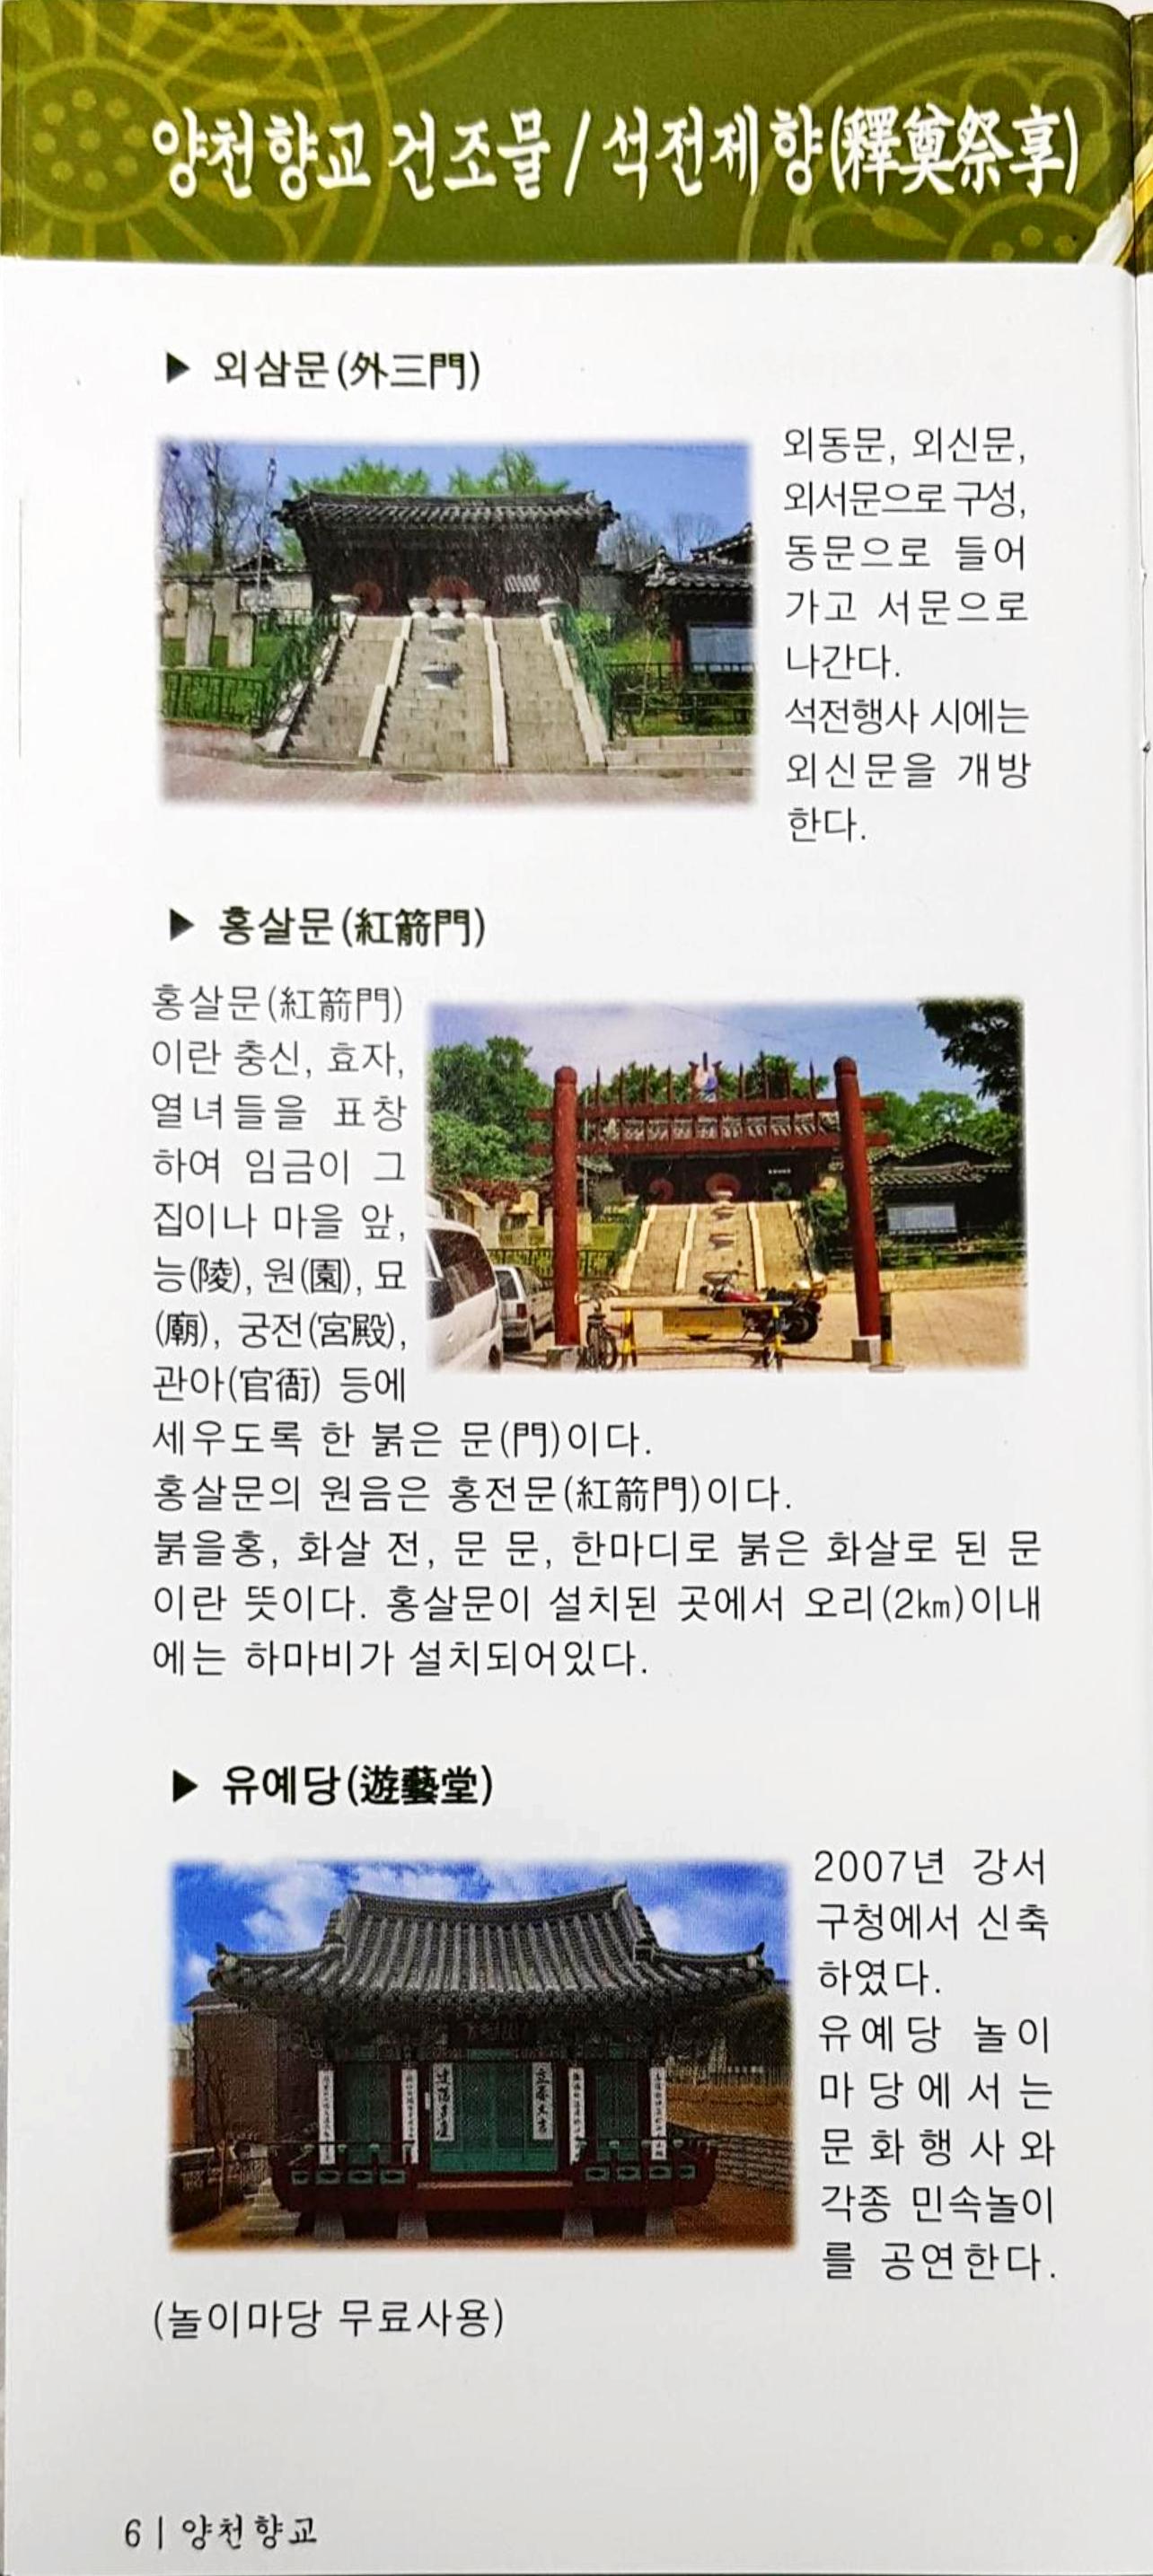 양천향교 건조물 / 석전제향(釋奠祭享)
▶ 외삼문(外三門)
외동문, 외신문,
외서문으로 구성,
동문으로 들어
가고 서문으로
나간다.
석전행사 시에는
외신문을 개방
한다.
▶ 홍살문(紅箭門)
홍살문(紅箭門)
이란 충신, 효자,
열녀들을 표창
하여 임금이 그
집이나 마을 앞,
능(陵), 원(園), 묘
(廟), 궁전(宮殿),
관아(官衙) 등에
세우도록 한 붉은 문(門)이다.
홍살문의 원음은 홍전문(紅箭門)이다.
붉을홍, 화살 전, 문 문, 한마디로 붉은 화살로 된 문
이란 뜻이다. 홍살문이 설치된 곳에서 오리(2km)이내
에는 하마비가 설치되어있다.
▶ 유예당(遊藝堂)
2007년 강서
구청에서 신축
하였다.
유예당 놀이
마당에서는
문화행사와
각종 민속놀이
를 공연한다.
(놀이마당 무료사용)
6 | 양천향교